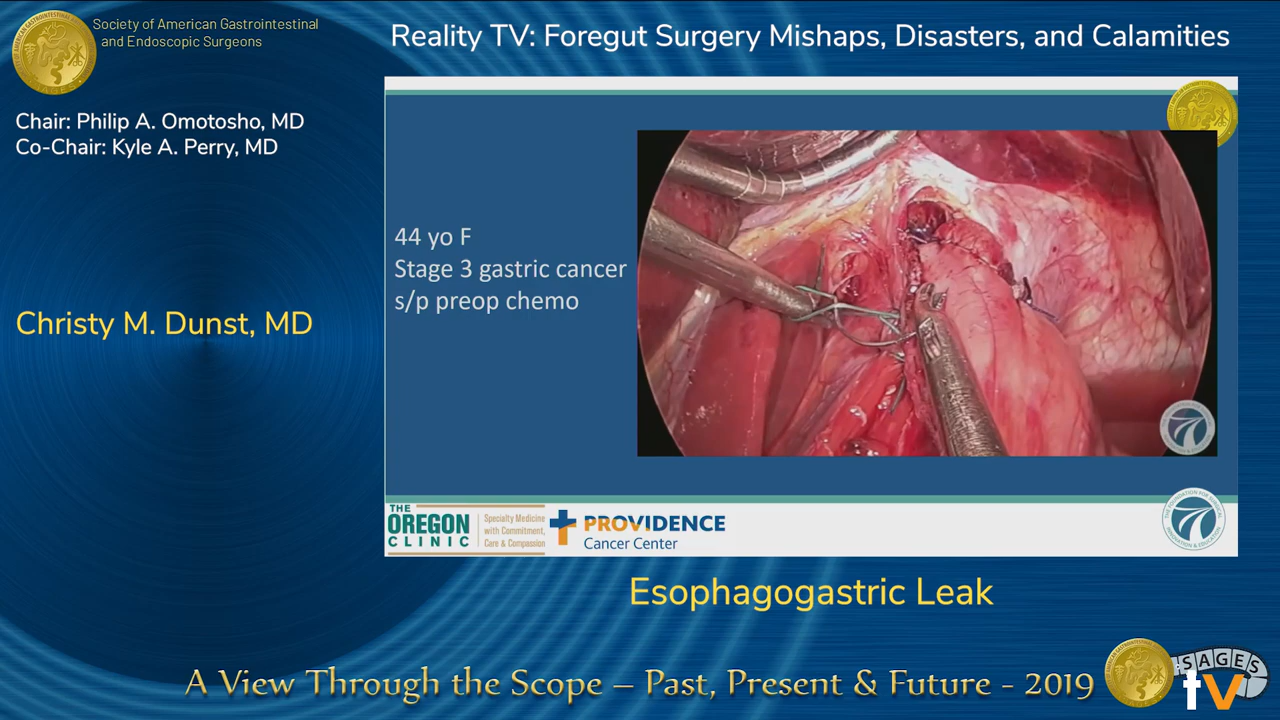 Society of American Gastrointestinal
and Endoscopic Surgeons
Reality TV: Foregut Surgery Mishaps, Disasters, and Calamities
Chair: Philip A. Omotosho, MD
Co-Chair: Kyle A. Perry, MD
Christy M. Dunst, MD
44 yo F
Stage 3 gastric cancer
s/p preop chemo
THE
OREGON
CLINIC
Specialty Medicine
with Commitment,
Care & Compassion
PROVIDENCE
Cancer Center
Esophagogastric Leak
A View Through the Scope – Past, Present & Future - 2019
SAGES
tv